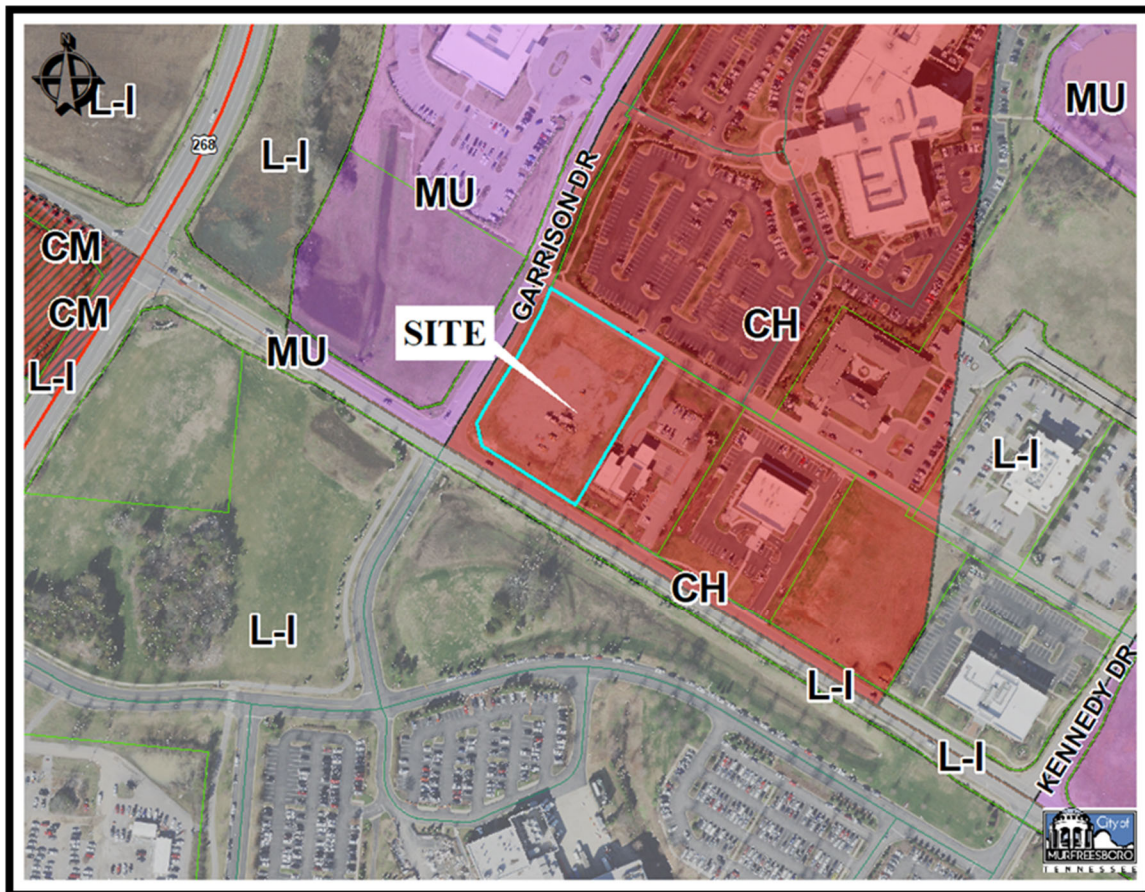 N
L-I
268
L-I
MU
MU
CM
CM
L-I
MU
GARRISON DR
SITE
CH
L-I
L-I
CH
L-I
L-I
KENNEDY DR
City of
MURFREESBORO
TENNESSEE